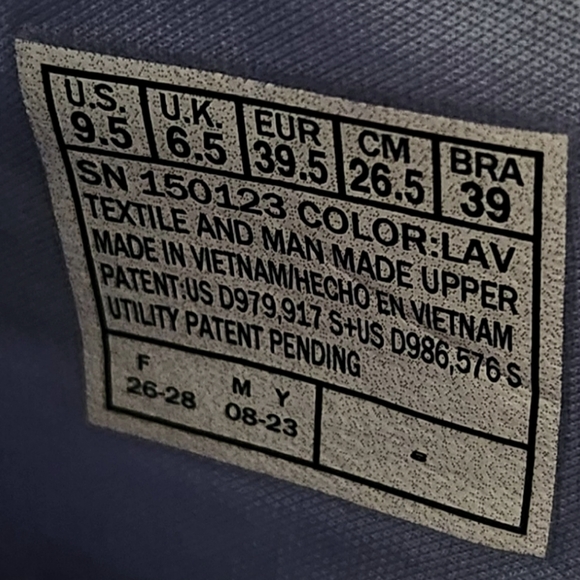 U.S. U.K. EUR CM BRA
9.5 6.5 39.5 26.5 39
SN 150123 COLOR:LAV
TEXTILE AND MAN MADE UPPER
MADE IN VIETNAM/HECHO EN VIETNAM
PATENT:US D979,917 S+US D986,576 S
UTILITY PATENT PENDING
F M Y
26-28 08-23 -